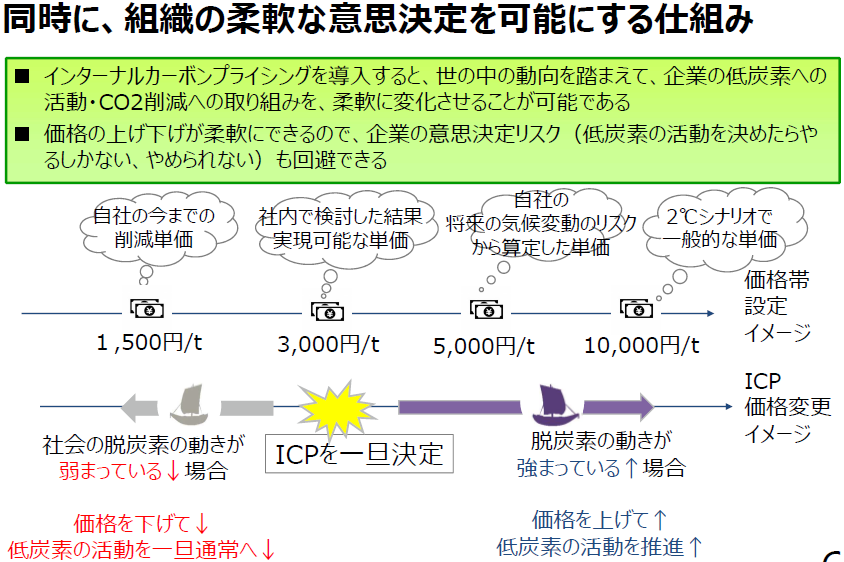 同時に、組織の柔軟な意思決定を可能にする仕組み
■ インターナルカーボンプライシングを導入すると、世の中の動向を踏まえて、企業の低炭素への
活動・CO2削減への取り組みを、柔軟に変化させることが可能である
■ 価格の上げ下げが柔軟にできるので、企業の意思決定リスク（低炭素の活動を決めたらや
るしかない、やめられない）も回避できる
自社の今までの
削減単価
社内で検討した結果
実現可能な単価
自社の
将来の気候変動のリスク
から算定した単価
2℃シナリオで
一般的な単価
価格帯
設定
イメージ
1,500円/t
3,000円/t
5,000円/t
10,000円/t
ICP
価格変更
イメージ
社会の脱炭素の動きが
弱まっている↓場合
ICPを一旦決定
脱炭素の動きが
強まっている↑場合
価格を下げて↓
低炭素の活動を一旦通常へ↓
価格を上げて↑
低炭素の活動を推進↑